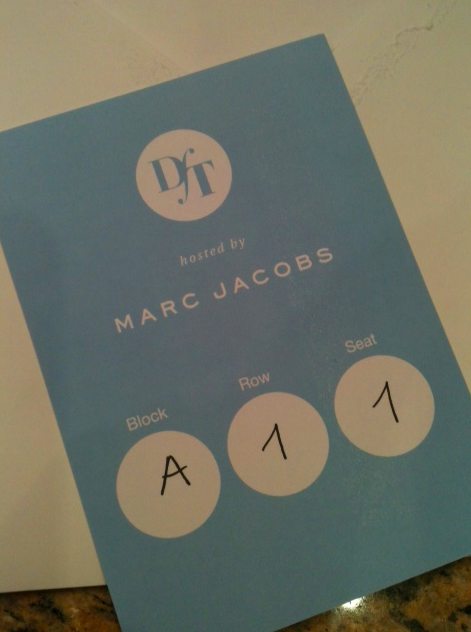 DfT
hosted by
MARC JACOBS
Block Row Seat
A 1 1